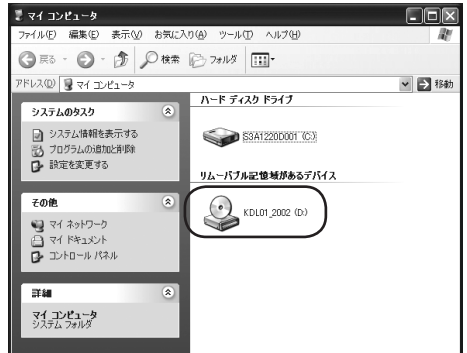 マイ コンピュータ
ファイル(F) 編集(E) 表示(V) お気に入り(A) ツール(T) ヘルプ(H)
戻る 検索 フォルダ
アドレス(D) マイ コンピュータ 移動
システムのタスク
システム情報を表示する
プログラムの追加と削除
設定を変更する
その他
マイ ネットワーク
マイ ドキュメント
コントロール パネル
詳細
マイ コンピュータ
システム フォルダ
ハード ディスク ドライブ
S3A1220D001 (C:)
リムーバブル記憶域があるデバイス
KDL01_2002 (D:)